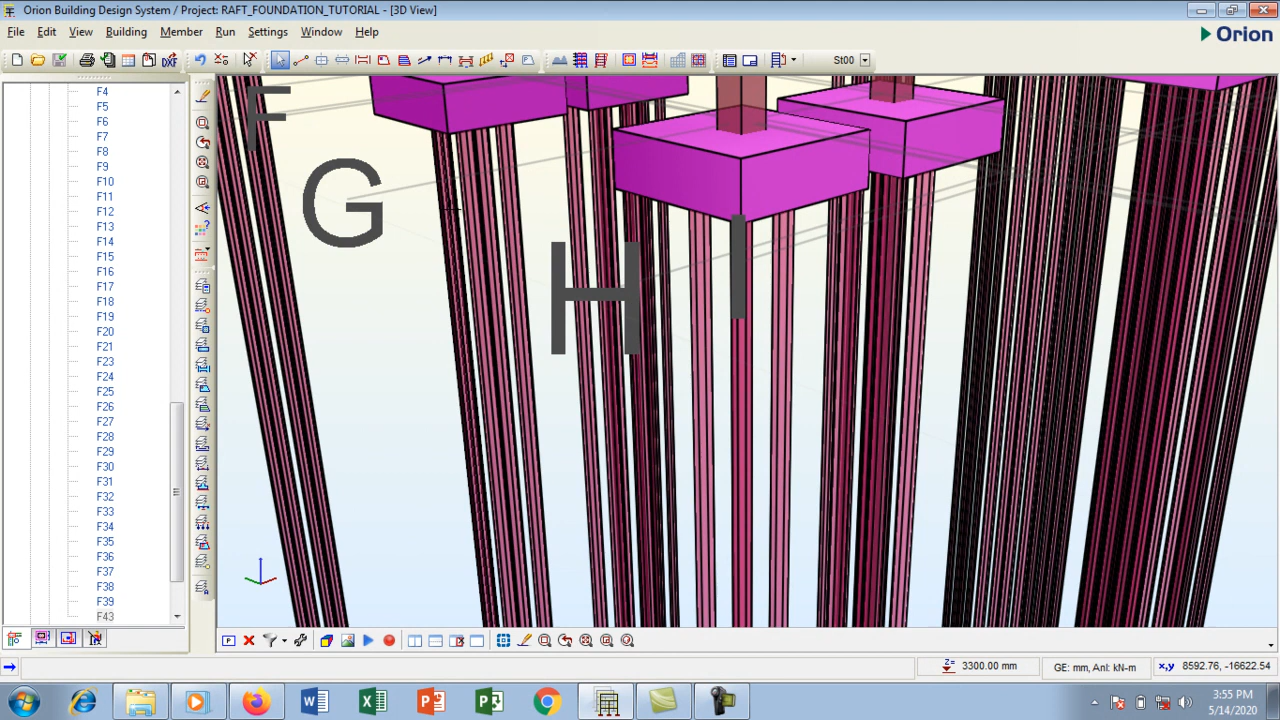 Orion Building Design System / Project: RAFT_FOUNDATION_TUTORIAL - [3D View]
File Edit View Building Member Run Settings Window Help
Orion
DXF
St00
F4
F5
F6
F7
F8
F9
F10
F11
F12
F13
F14
F15
F16
F17
F18
F19
F20
F21
F23
F24
F25
F26
F27
F28
F29
F30
F31
F32
F33
F34
F35
F36
F37
F38
F39
F43
F
G
H
I
P
Z= 3300.00 mm
GE: mm, Anl: kN-m
x,y 8592.76, -16622.54
3:55 PM
5/14/2020